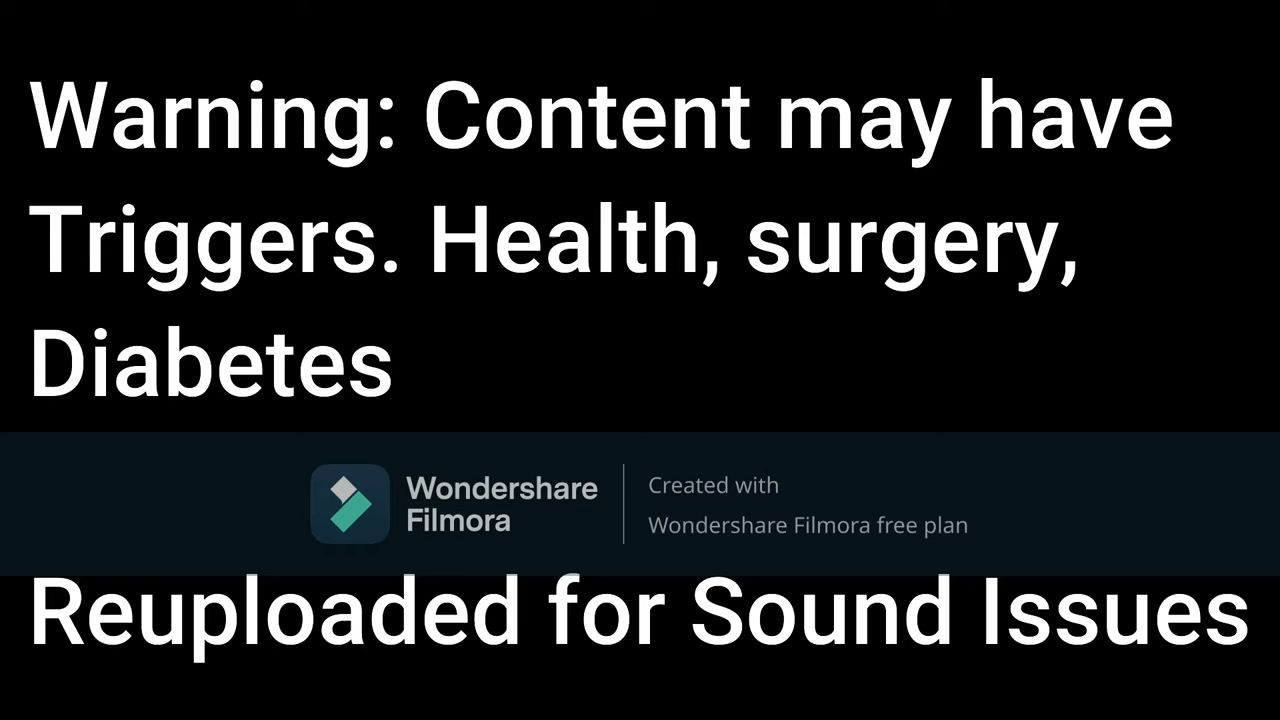 Warning: Content may have
Triggers. Health, surgery,
Diabetes
Wondershare
Filmora
Created with
Wondershare Filmora free plan
Reuploaded for Sound Issues